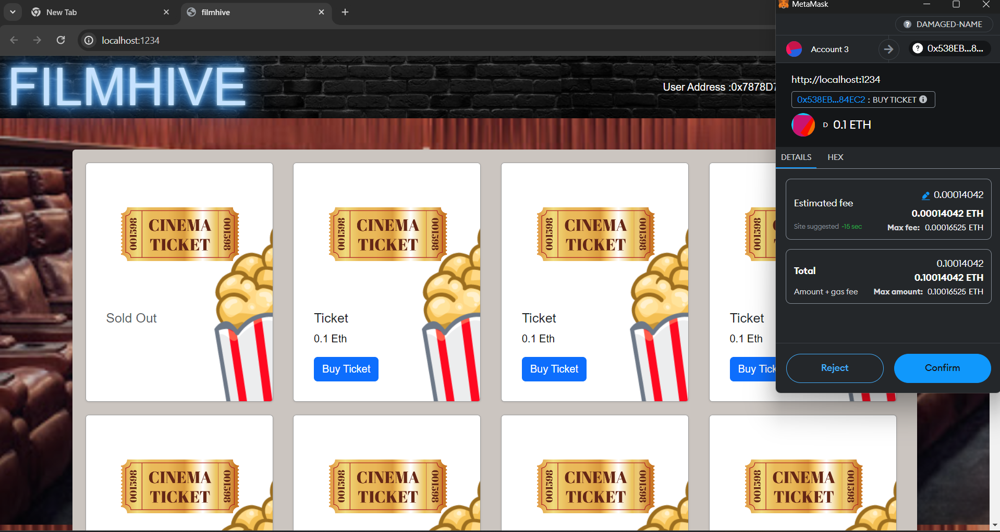 New Tab
filmhive
localhost:1234
FILMHIVE
User Address :0x7878D7
CINEMA
TICKET
001598
001598
Sold Out
CINEMA
TICKET
001598
001598
Ticket
0.1 Eth
Buy Ticket
CINEMA
TICKET
001598
001598
Ticket
0.1 Eth
Buy Ticket
001598
Ticket
0.1 Eth
Buy Tick
CINEMA
TICKET
001598
001598
CINEMA
TICKET
001598
001598
CINEMA
TICKET
001598
001598
CINEMA
TICKET
001598
001598
MetaMask
DAMAGED-NAME
Account 3
0x538EB...8...
http://localhost:1234
0x538EB...84EC2 : BUY TICKET
D 0.1 ETH
DETAILS HEX
Estimated fee
0.00014042
0.00014042 ETH
Site suggested ~15 sec
Max fee: 0.00016525 ETH
Total
0.10014042
0.10014042 ETH
Amount + gas fee
Max amount: 0.10016525 ETH
Reject
Confirm